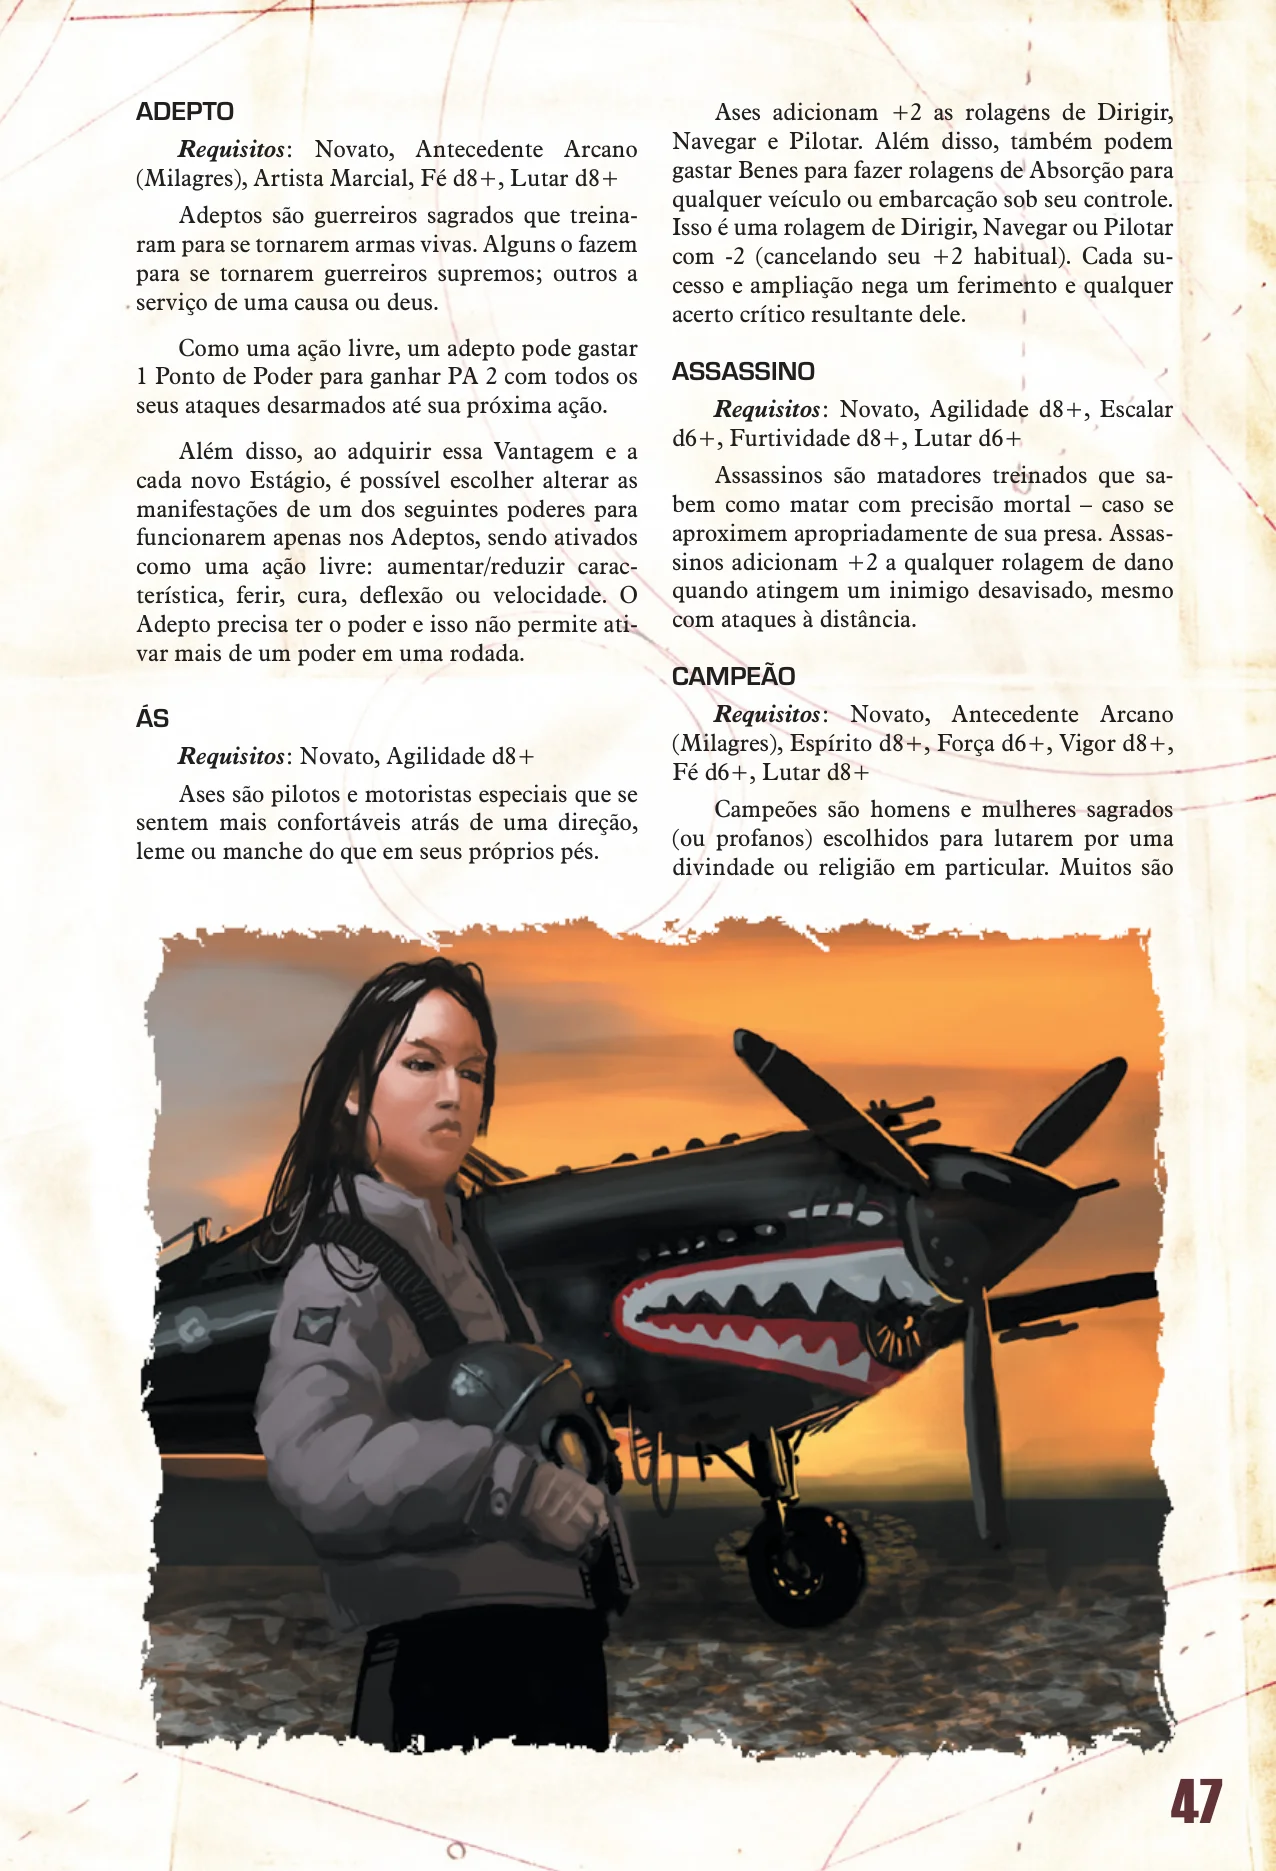 ADEPTO
Requisitos: Novato, Antecedente Arcano
(Milagres), Artista Marcial, Fé d8+, Lutar d8+
Adeptos são guerreiros sagrados que treina-
ram para se tornarem armas vivas. Alguns o fazem
para se tornarem guerreiros supremos; outros a
serviço de uma causa ou deus.
Como uma ação livre, um adepto pode gastar
1 Ponto de Poder para ganhar PA 2 com todos os
seus ataques desarmados até sua próxima ação.
Além disso, ao adquirir essa Vantagem e a
cada novo Estágio, é possível escolher alterar as
manifestações de um dos seguintes poderes para
funcionarem apenas nos Adeptos, sendo ativados
como uma ação livre: aumentar/reduzir carac-
terística, ferir, cura, deflexão ou velocidade. O
Adepto precisa ter o poder e isso não permite ati-
var mais de um poder em uma rodada.
ÁS
Requisitos: Novato, Agilidade d8+
Ases são pilotos e motoristas especiais que se
sentem mais confortáveis atrás de uma direção,
leme ou manche do que em seus próprios pés.
Ases adicionam +2 as rolagens de Dirigir,
Navegar e Pilotar. Além disso, também podem
gastar Benes para fazer rolagens de Absorção para
qualquer veículo ou embarcação sob seu controle.
Isso é uma rolagem de Dirigir, Navegar ou Pilotar
com -2 (cancelando seu +2 habitual). Cada su-
cesso e ampliação nega um ferimento e qualquer
acerto crítico resultante dele.
ASSASSINO
Requisitos: Novato, Agilidade d8+, Escalar
d6+, Furtividade d8+, Lutar d6+
Assassinos são matadores treinados que sa-
bem como matar com precisão mortal – caso se
aproximem apropriadamente de sua presa. Assas-
sinos adicionam +2 a qualquer rolagem de dano
quando atingem um inimigo desavisado, mesmo
com ataques à distância.
CAMPEÃO
Requisitos: Novato, Antecedente Arcano
(Milagres), Espírito d8+, Força d6+, Vigor d8+,
Fé d6+, Lutar d8+
Campeões são homens e mulheres sagrados
(ou profanos) escolhidos para lutarem por uma
divindade ou religião em particular. Muitos são
47